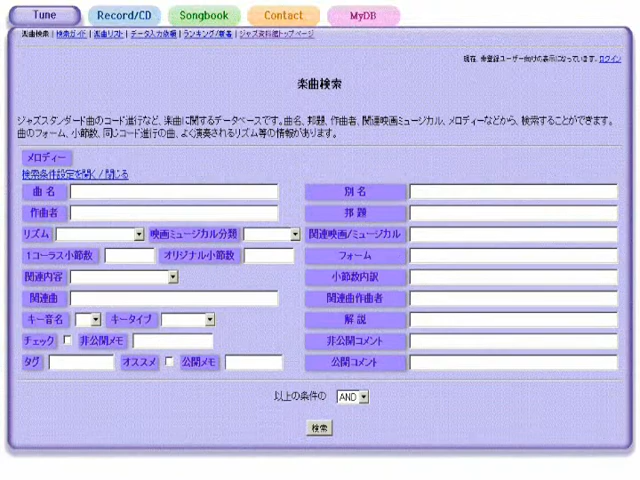 Tune Record/CD Songbook Contact MyDB
楽曲検索 | 検索ガイド | 楽曲リスト | データ入力依頼 | ランキング/新着 | ジャズ資料館トップページ
現在、未登録ユーザー向けの表示になっています。ログイン
楽曲検索
ジャズスタンダード曲のコード進行など、楽曲に関するデータベースです。曲名、邦題、作曲者、関連映画ミュージカル、メロディーなどから、検索することができます。
曲のフォーム、小節数、同じコード進行の曲、よく演奏されるリズム等の情報があります。
メロディー
検索条件設定を開く / 閉じる
曲 名 別 名
作曲者 邦 題
リズム 映画ミュージカル分類 関連映画/ミュージカル
1コーラス小節数 オリジナル小節数 フォーム
関連内容 小節数内訳
関連曲 関連曲作曲者
キー音名 キータイプ 解 説
チェック 非公開メモ 非公開コメント
タグ オススメ 公開メモ 公開コメント
以上の条件の AND
検索